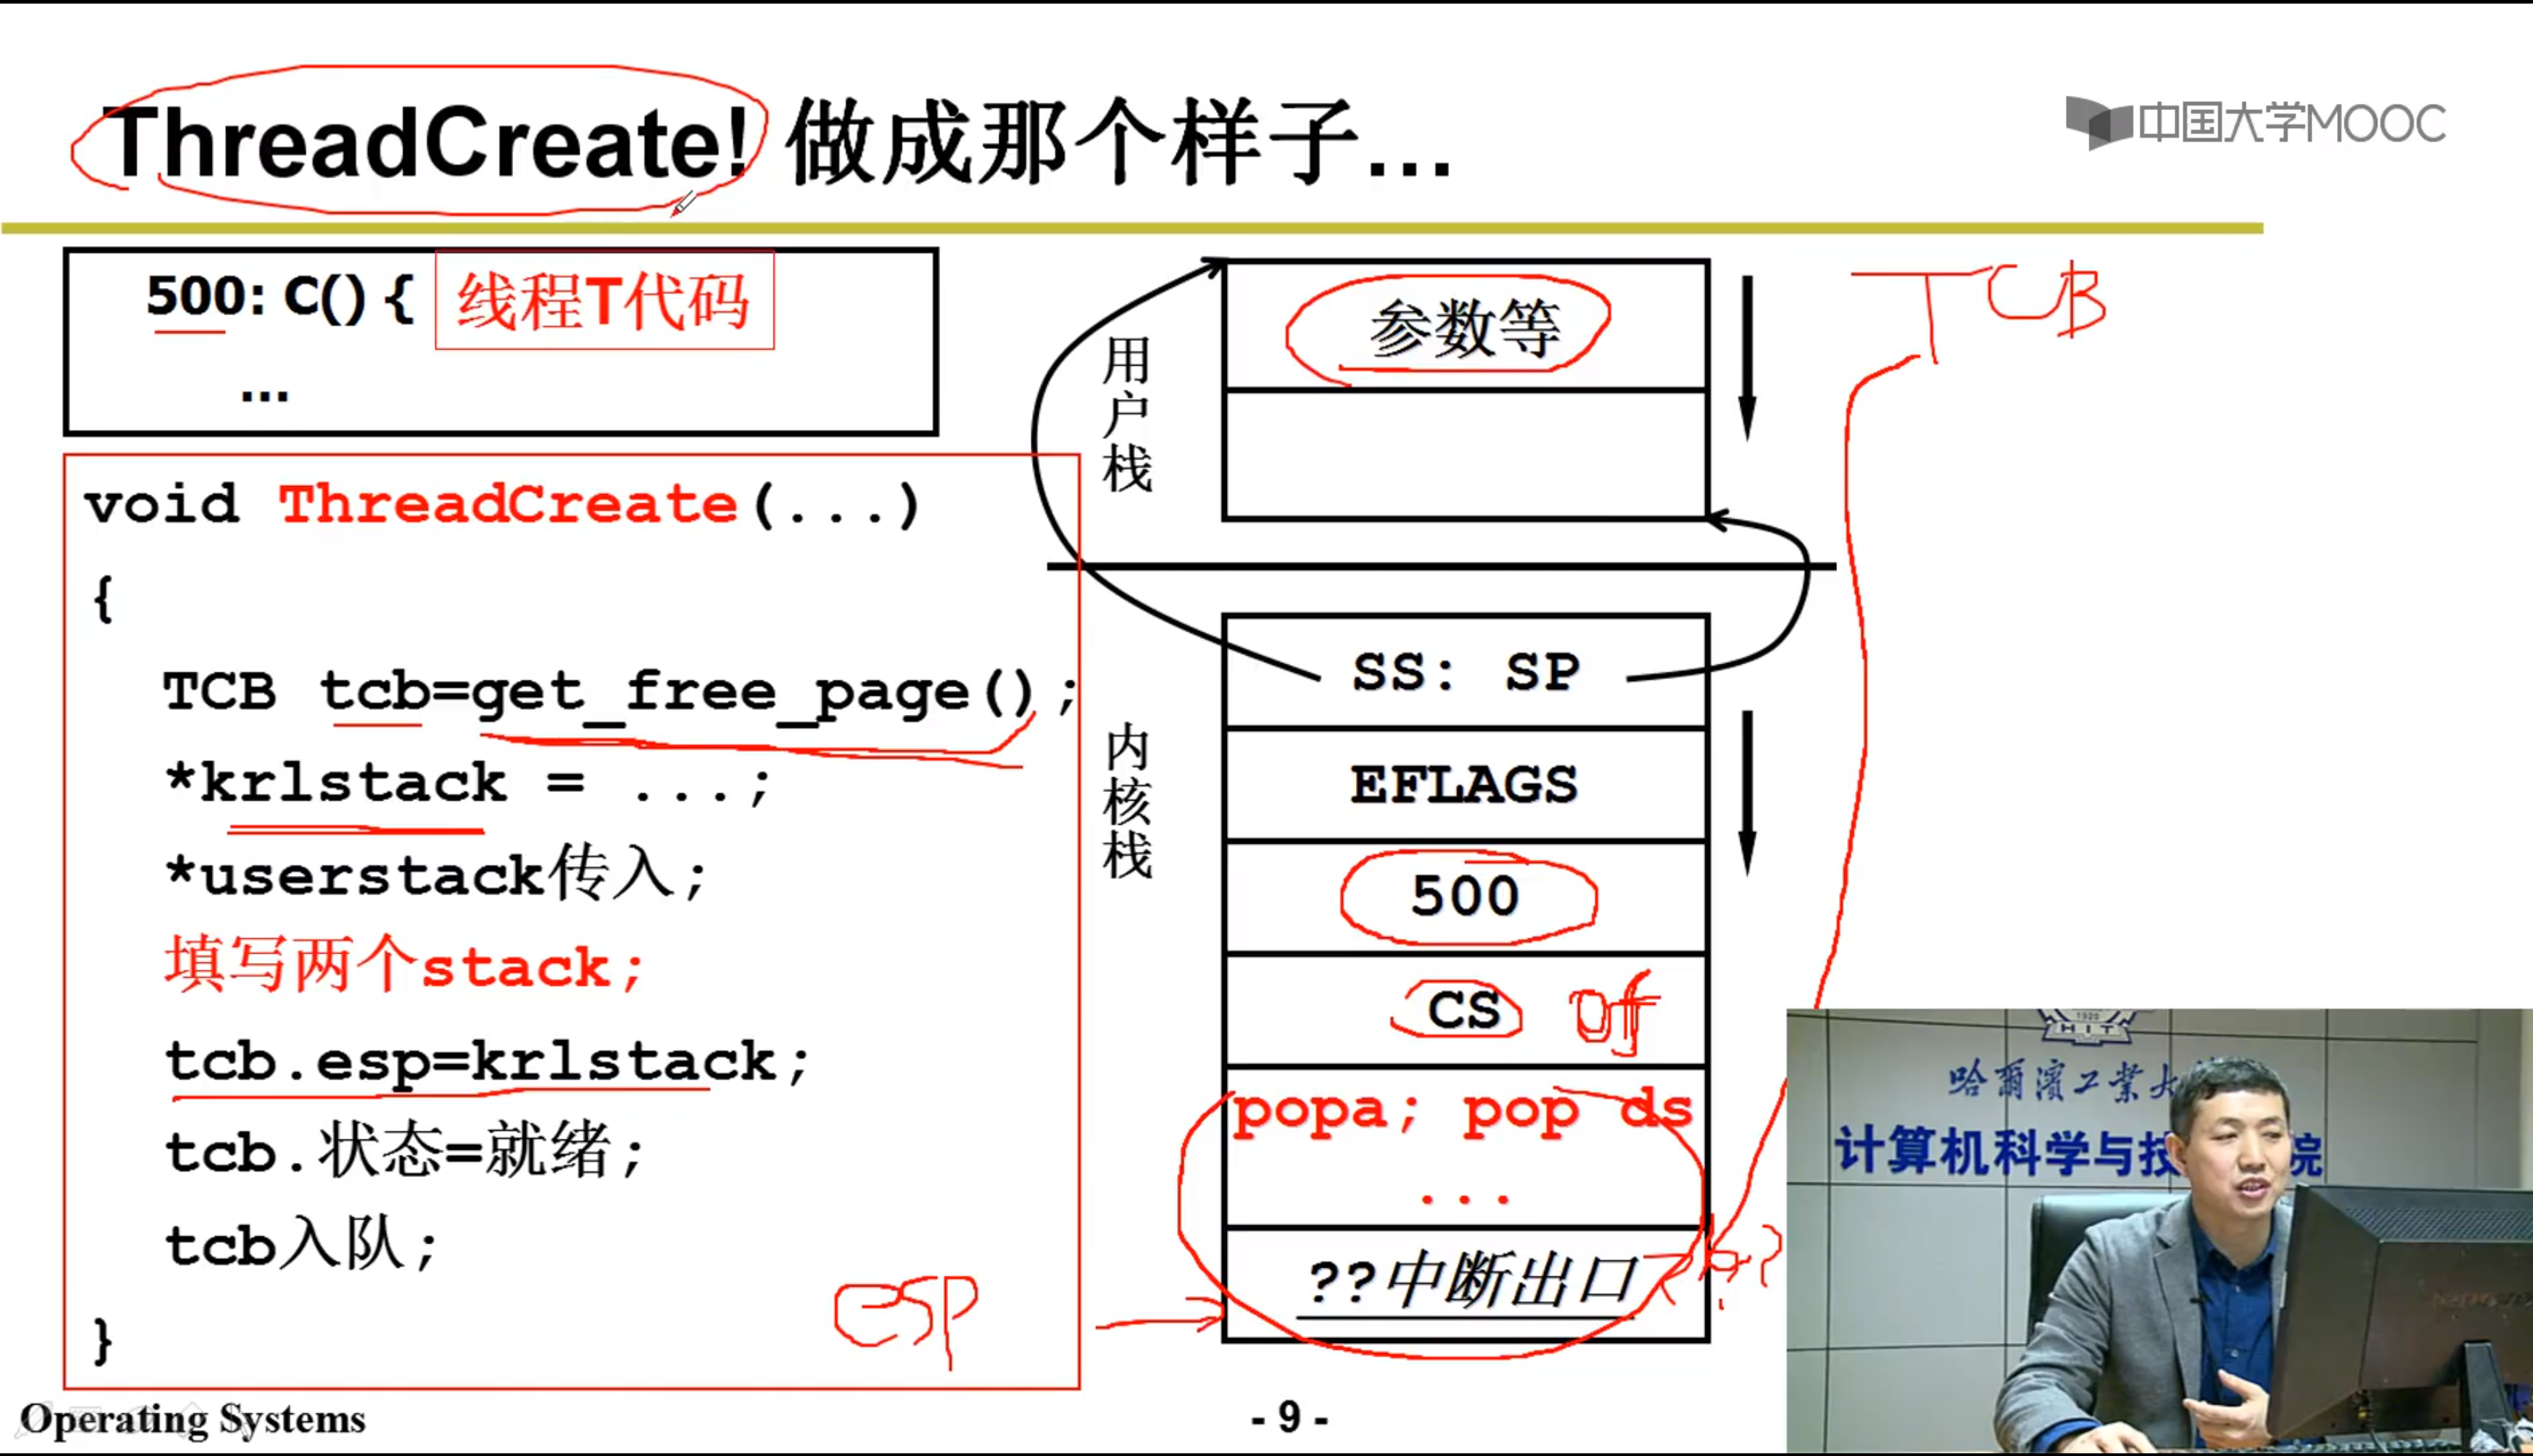 ThreadCreate! 做成那个样子...
中国大学MOOC
500: C() { 线程T代码
...
void ThreadCreate(...)
{
TCB tcb=get_free_page();
*krlstack = ...;
*userstack传入;
填写两个stack;
tcb.esp=krlstack;
tcb.状态=就绪;
tcb入队;
}
ESP
用户栈
参数等
TCB
内核栈
SS: SP
EFLAGS
500
CS
popa; pop ds
...
??中断出口
1920
HIT
哈爾濱工業大
计算机科学与技
院
Operating Systems
- 9 -